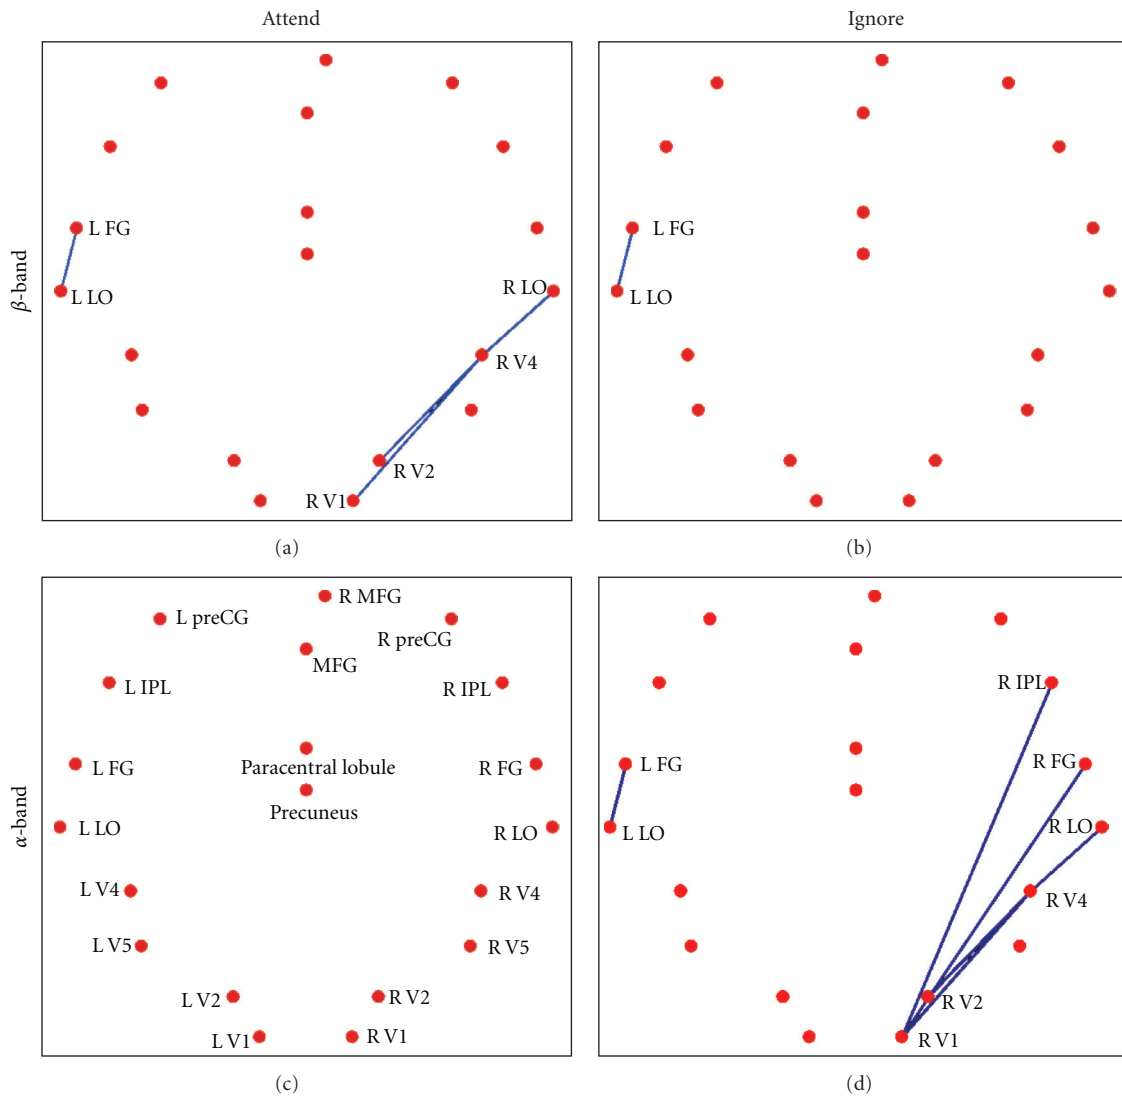 Attend
Ignore
β-band
L FG
L LO
R LO
R V4
R V2
R V1
(a)
L FG
L LO
(b)
α-band
R MFG
L preCG
R preCG
MFG
L IPL
R IPL
L FG
Paracentral lobule
R FG
Precuneus
L LO
R LO
L V4
R V4
L V5
R V5
L V2
R V2
L V1
R V1
(c)
R IPL
L FG
R FG
L LO
R LO
R V4
R V2
R V1
(d)